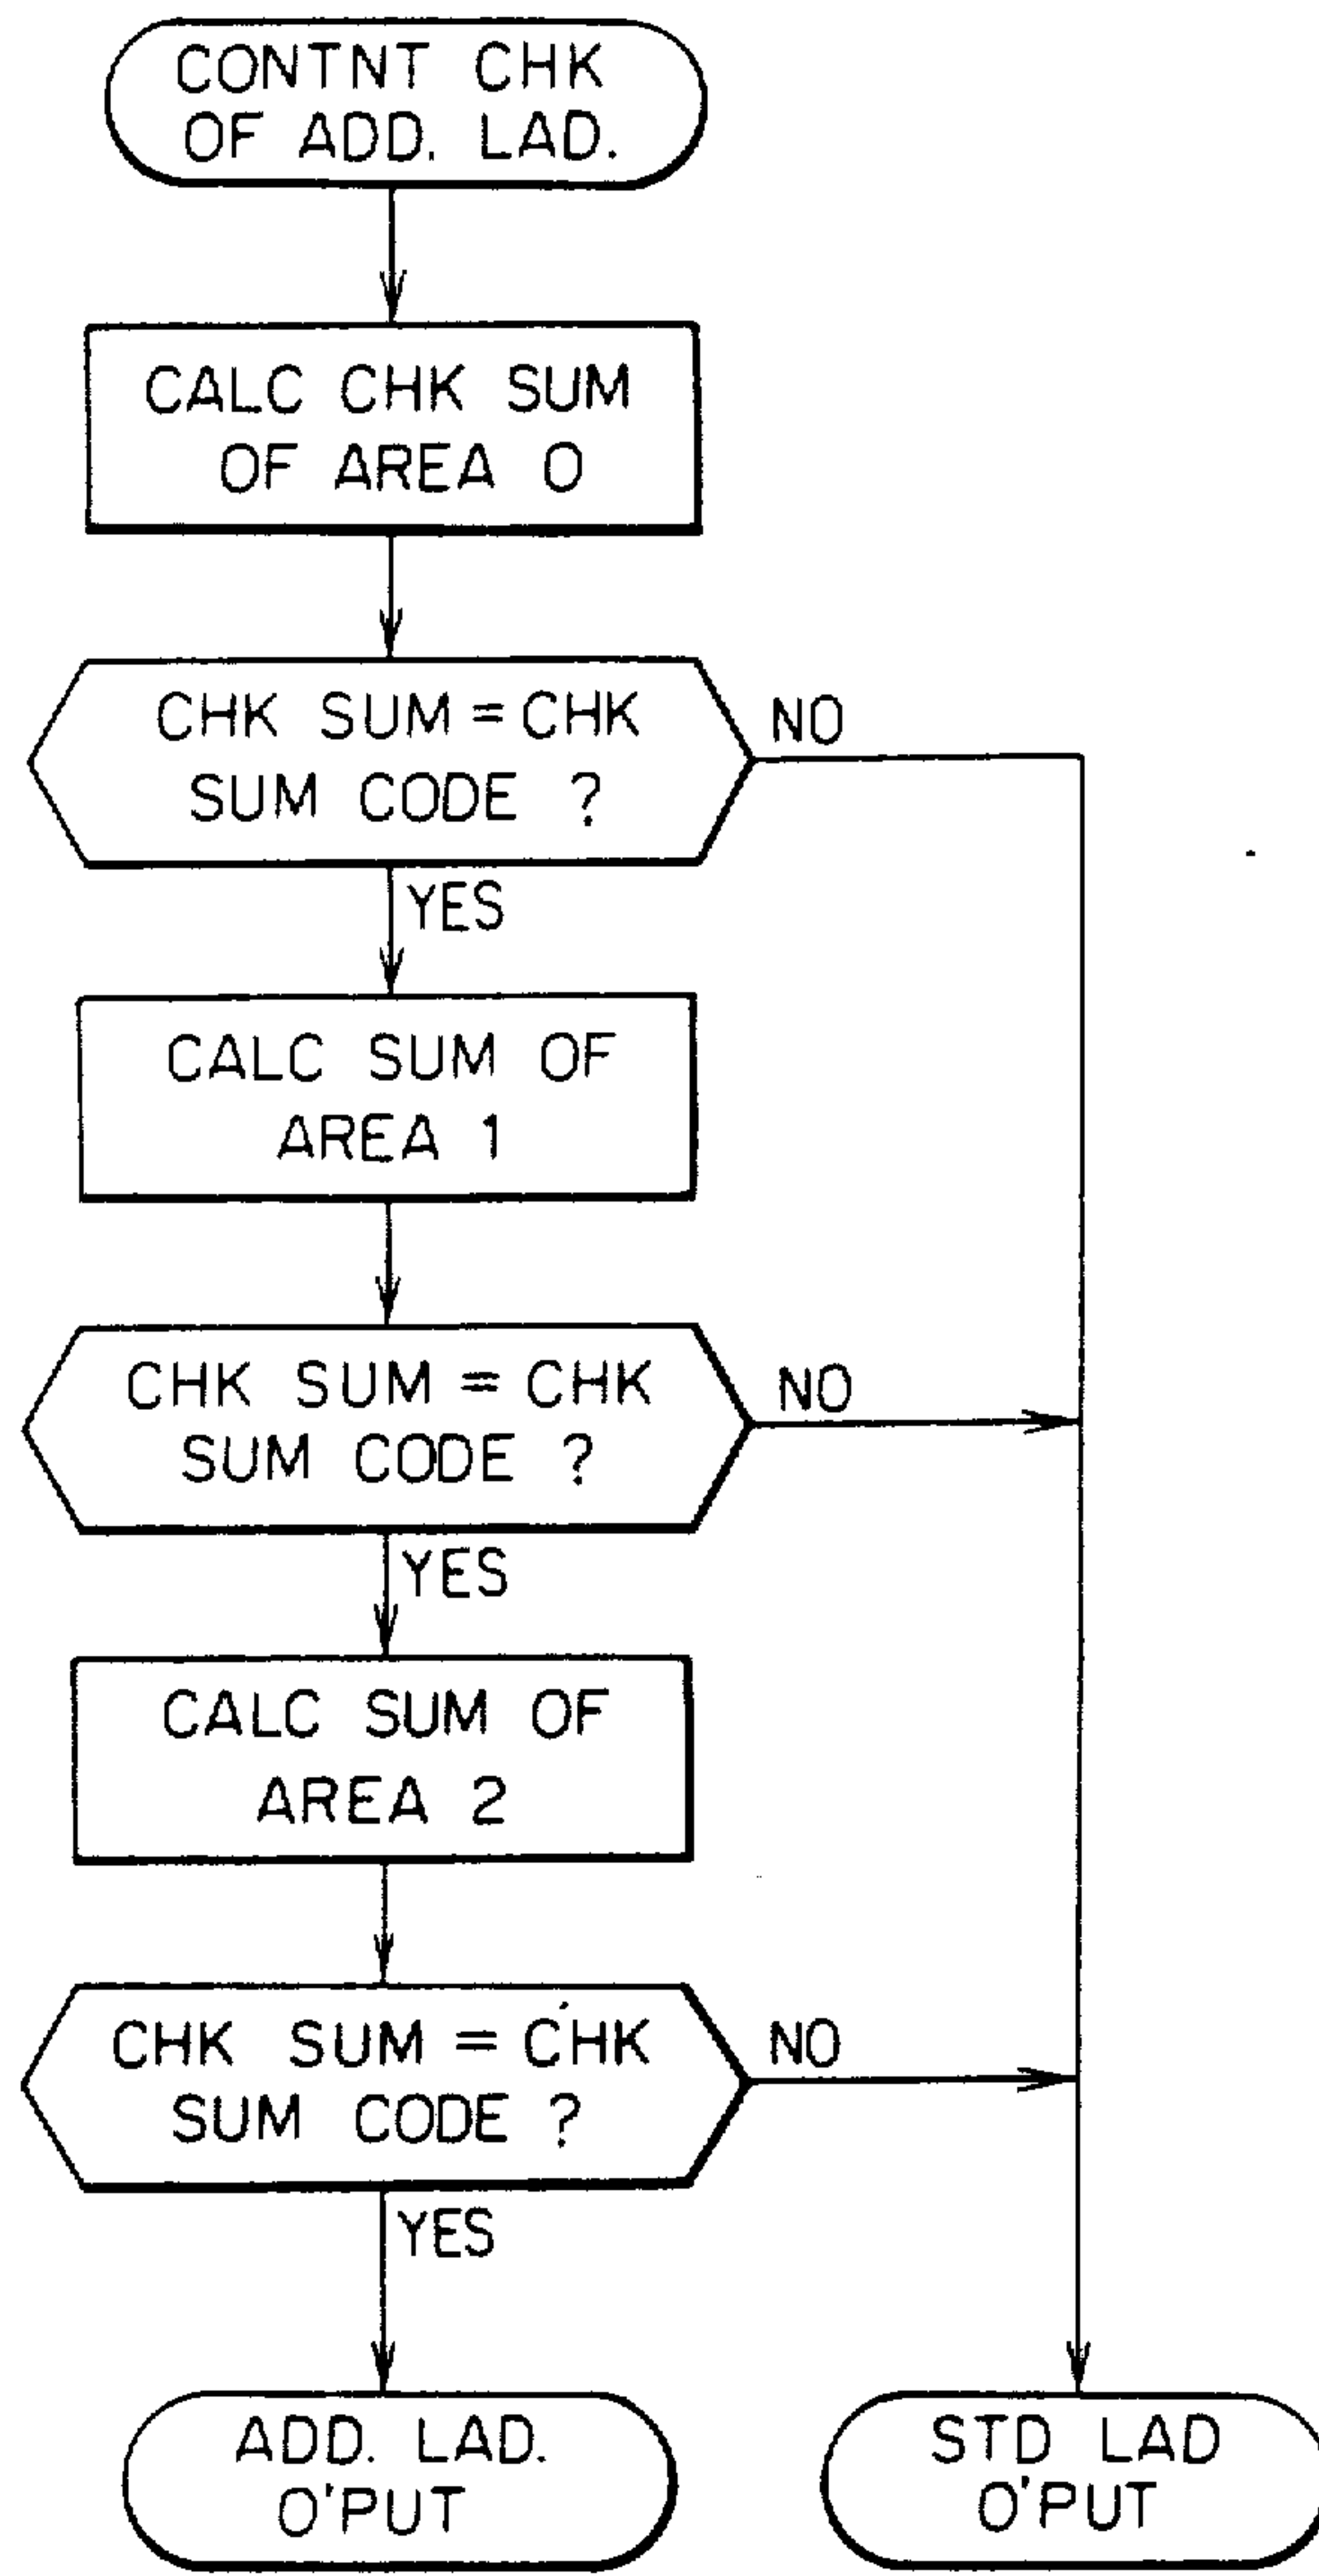 CONTNT CHK
OF ADD. LAD.
CALC CHK SUM
OF AREA 0
CHK SUM = CHK
SUM CODE ?
NO
YES
CALC SUM OF
AREA 1
CHK SUM = CHK
SUM CODE ?
NO
YES
CALC SUM OF
AREA 2
CHK SUM = CHK
SUM CODE ?
NO
YES
ADD. LAD.
O'PUT
STD LAD
O'PUT